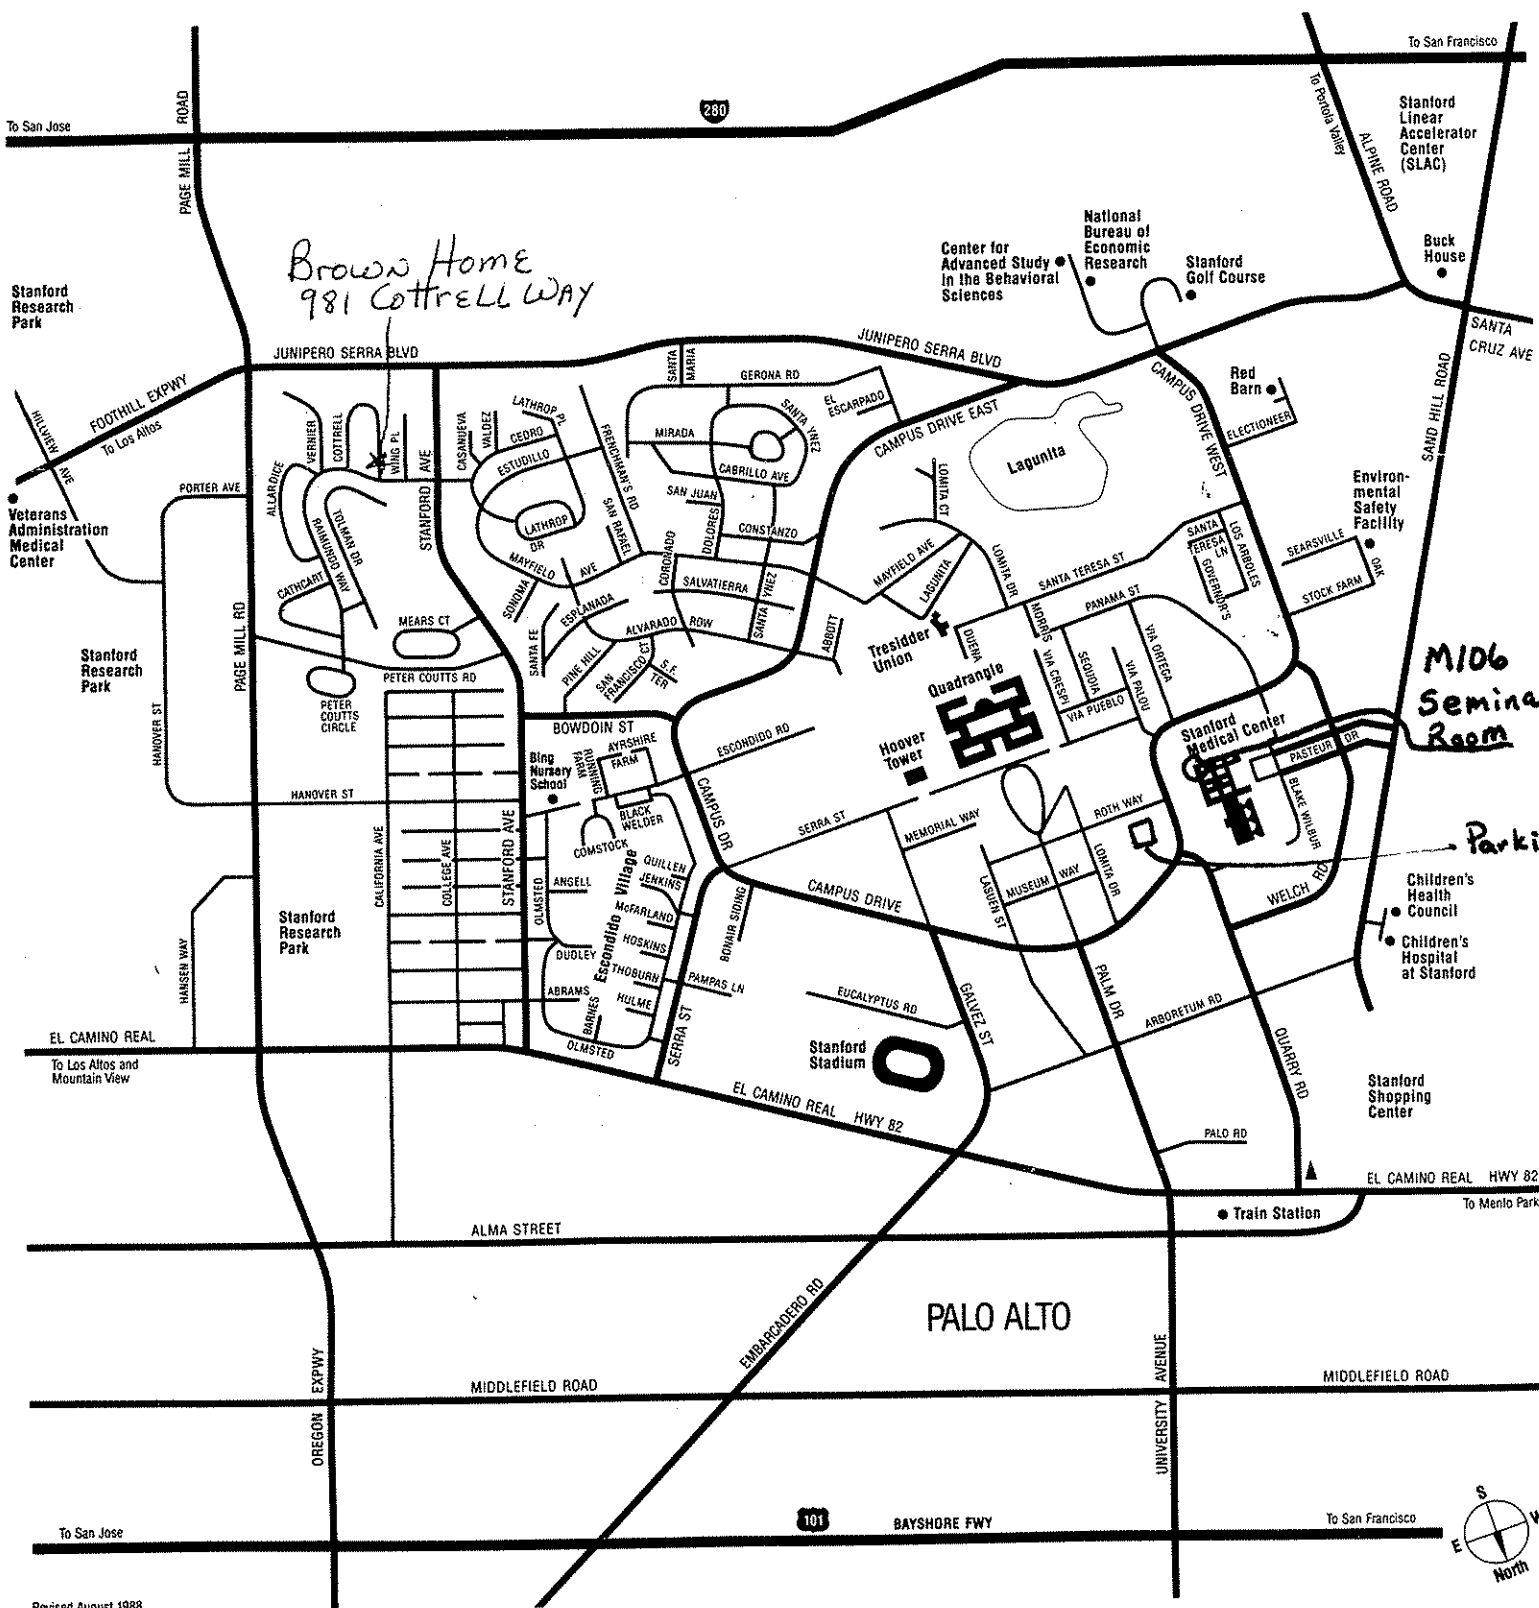 To San Francisco
280
To San Jose
PAGE MILL ROAD
To Portola Valley
ALPINE ROAD
Stanford
Linear
Accelerator
Center
(SLAC)
Brown Home
981 Cottrell Way
National
Bureau of
Economic
Research
Center for
Advanced Study
in the Behavioral
Sciences
Stanford
Golf Course
Buck
House
Stanford
Research
Park
JUNIPERO SERRA BLVD
JUNIPERO SERRA BLVD
SANTA
CRUZ AVE
SAND HILL ROAD
FOOTHILL EXPWY
To Los Altos
HILLVIEW AVE
SANTA
MARIA
GERONA RD
EL
ESCARPADO
CAMPUS DRIVE EAST
CAMPUS DRIVE WEST
Red
Barn
ELECTIONEER
VERNIER
COTTRELL
WING PL
STANFORD AVE
CASANUEVA
VALDEZ
LATHROP PL
CEDRO
ESTUDILLO
FRENCHMAN'S RD
MIRADA
SANTA YNEZ
CABRILLO AVE
Lagunita
LOMITA CT
PORTER AVE
ALLARDICE
RAIMUNDO WAY
TOLMAN DR
LATHROP
DR
SAN RAFAEL
SAN JUAN
DOLORES
CONSTANZO
Environ-
mental
Safety
Facility
Veterans
Administration
Medical
Center
CATHCART
MAYFIELD AVE
SONOMA
CORONADO
SALVATIERRA
SANTA YNEZ
MAYFIELD AVE
LAGUNITA
LOMITA DR
SANTA TERESA ST
SANTA
TERESA
LN
LOS ARBOLES
GOVERNOR'S
SEARSVILLE
OAK
STOCK FARM
MEARS CT
SANTA FE
ESPLANADA
ALVARADO ROW
ABBOTT
Tresidder
Union
DUENA
MORRIS
PANAMA ST
VIA CRESPI
SEQUOIA
VIA PALOU
VIA ORTEGA
VIA PUEBLO
Stanford
Research
Park
PAGE MILL RD
HANOVER ST
PETER COUTTS RD
PETER
COUTTS
CIRCLE
PINE HILL
SAN
FRANCISCO CT
S.F.
TER
Quadrangle
M106
Semina
Room
BOWDOIN ST
ESCONDIDO RD
Hoover
Tower
Stanford
Medical Center
PASTEUR DR
BLAKE WILBUR
Bing
Nursery
School
RUNNING
FARM
AYRSHIRE
FARM
BLACK
WELDER
COMSTOCK
CAMPUS DR
SERRA ST
MEMORIAL WAY
ROTH WAY
HANOVER ST
CALIFORNIA AVE
COLLEGE AVE
STANFORD AVE
Parki
Escondido Village
QUILLEN
JENKINS
McFARLAND
HOSKINS
THOBURN
HULME
OLMSTED
ANGELL
DUDLEY
ABRAMS
BARNES
OLMSTED
CAMPUS DRIVE
LASUEN ST
MUSEUM WAY
LOMITA DR
WELCH RD
Children's
Health
Council
Children's
Hospital
at Stanford
Stanford
Research
Park
HANSEN WAY
BONAIR SIDING
PAMPAS LN
SERRA ST
EUCALYPTUS RD
GALVEZ ST
PALM DR
ARBORETUM RD
QUARRY RD
EL CAMINO REAL
To Los Altos and
Mountain View
Stanford
Stadium
Stanford
Shopping
Center
EL CAMINO REAL HWY 82
PALO RD
EL CAMINO REAL HWY 82
To Menlo Park
Train Station
ALMA STREET
EMBARCADERO RD
PALO ALTO
OREGON EXPWY
MIDDLEFIELD ROAD
UNIVERSITY AVENUE
MIDDLEFIELD ROAD
To San Jose
101
BAYSHORE FWY
To San Francisco
S
W
E
North
Revised August 1988